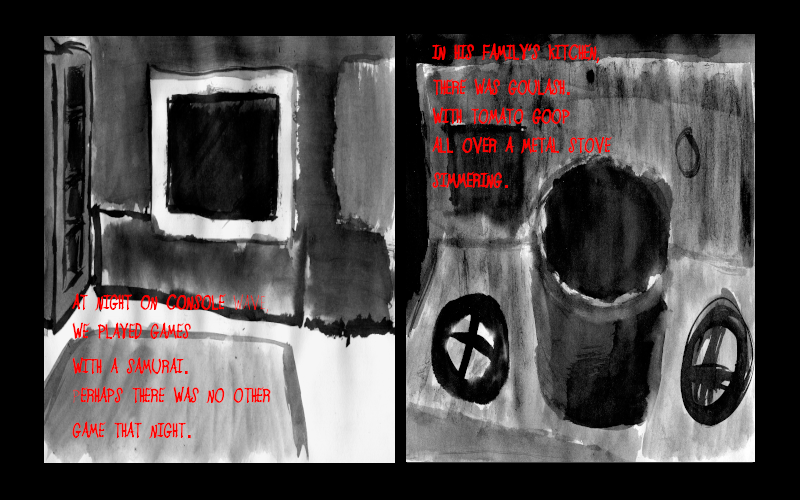 AT NIGHT ON CONSOLE
WE PLAYED GAMES
WITH A SAMURAI.
PERHAPS THERE WAS NO OTHER
GAME THAT NIGHT.
IN HIS FAMILY'S KITCHEN,
THERE WAS GOULASH,
WITH TOMATO GOOP
ALL OVER A METAL STOVE
SIMMERING.